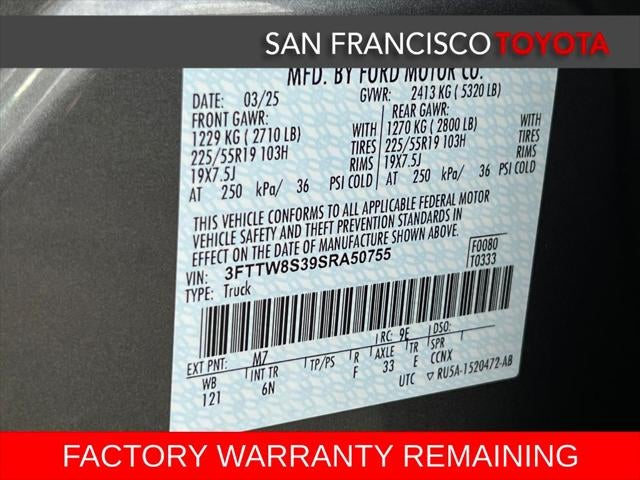 SAN FRANCISCO TOYOTA
MFD. BY FORD MOTOR CO.
DATE: 03/25 GVWR: 2413 KG ( 5320 LB)
FRONT GAWR: REAR GAWR:
1229 KG ( 2710 LB) 1270 KG ( 2800 LB)
225/55R19 103H TIRES 225/55R19 103H TIRES
19X7.5J RIMS 19X7.5J RIMS
AT 250 kPa/ 36 PSI COLD AT 250 kPa/ 36 PSI COLD
THIS VEHICLE CONFORMS TO ALL APPLICABLE FEDERAL MOTOR
VEHICLE SAFETY AND THEFT PREVENTION STANDARDS
IN EFFECT ON THE DATE OF MANUFACTURE SHOWN ABOVE.
VIN: 3FTTW8S39SRA50755 F0080
TYPE: Truck T0333
EXT PNT: M7 RC: 9E DSO:
WB INT TR TP/PS R AXLE TR SPR
121 6N F 33 E CCNX
UTC ▽ RU5A-1520472-AB
FACTORY WARRANTY REMAINING